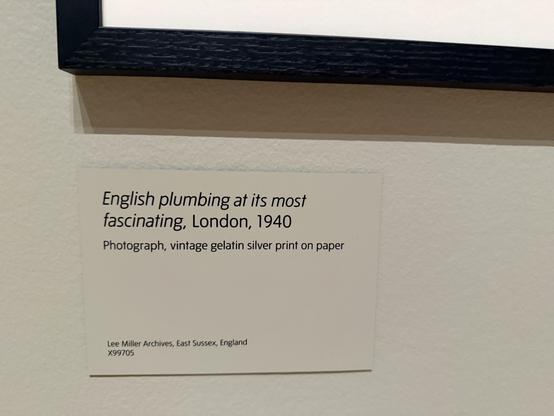 English plumbing at its most
fascinating, London, 1940
Photograph, vintage gelatin silver print on paper
Lee Miller Archives, East Sussex, England
X99705